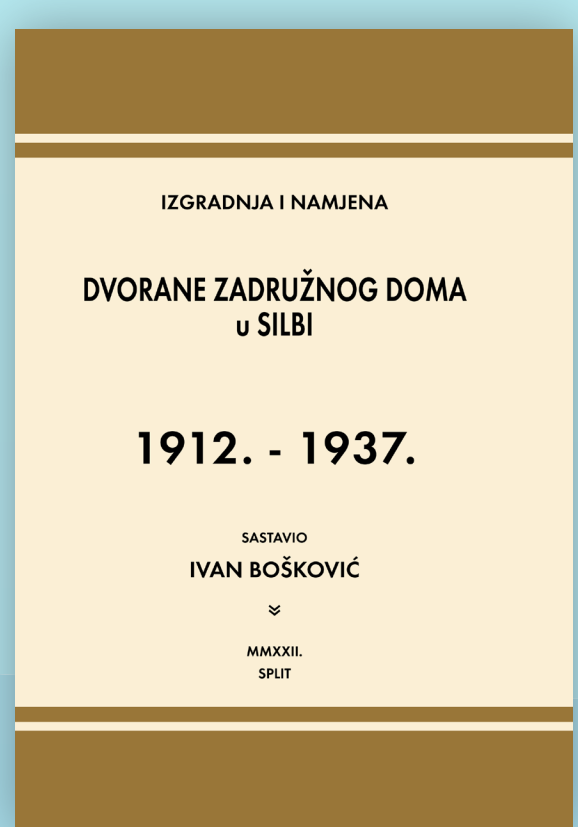 IZGRADNJA I NAMJENA
DVORANE ZADRUŽNOG DOMA
u SILBI
1912. - 1937.
SASTAVIO
IVAN BOŠKOVIĆ
MMXXII.
SPLIT